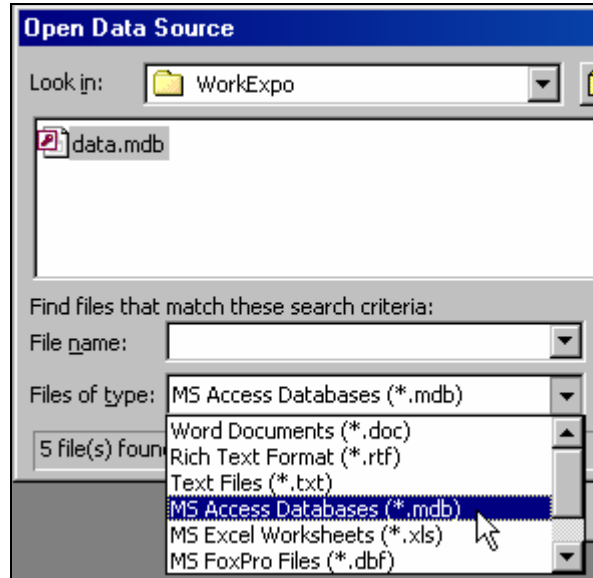 Open Data Source
Look in: WorkExpo
data.mdb
Find files that match these search criteria:
File name:
Files of type: MS Access Databases (*.mdb)
Word Documents (*.doc)
5 file(s) foun
Rich Text Format (*.rtf)
Text Files (*.txt)
MS Access Databases (*.mdb)
MS Excel Worksheets (*.xls)
MS FoxPro Files (*.dbf)